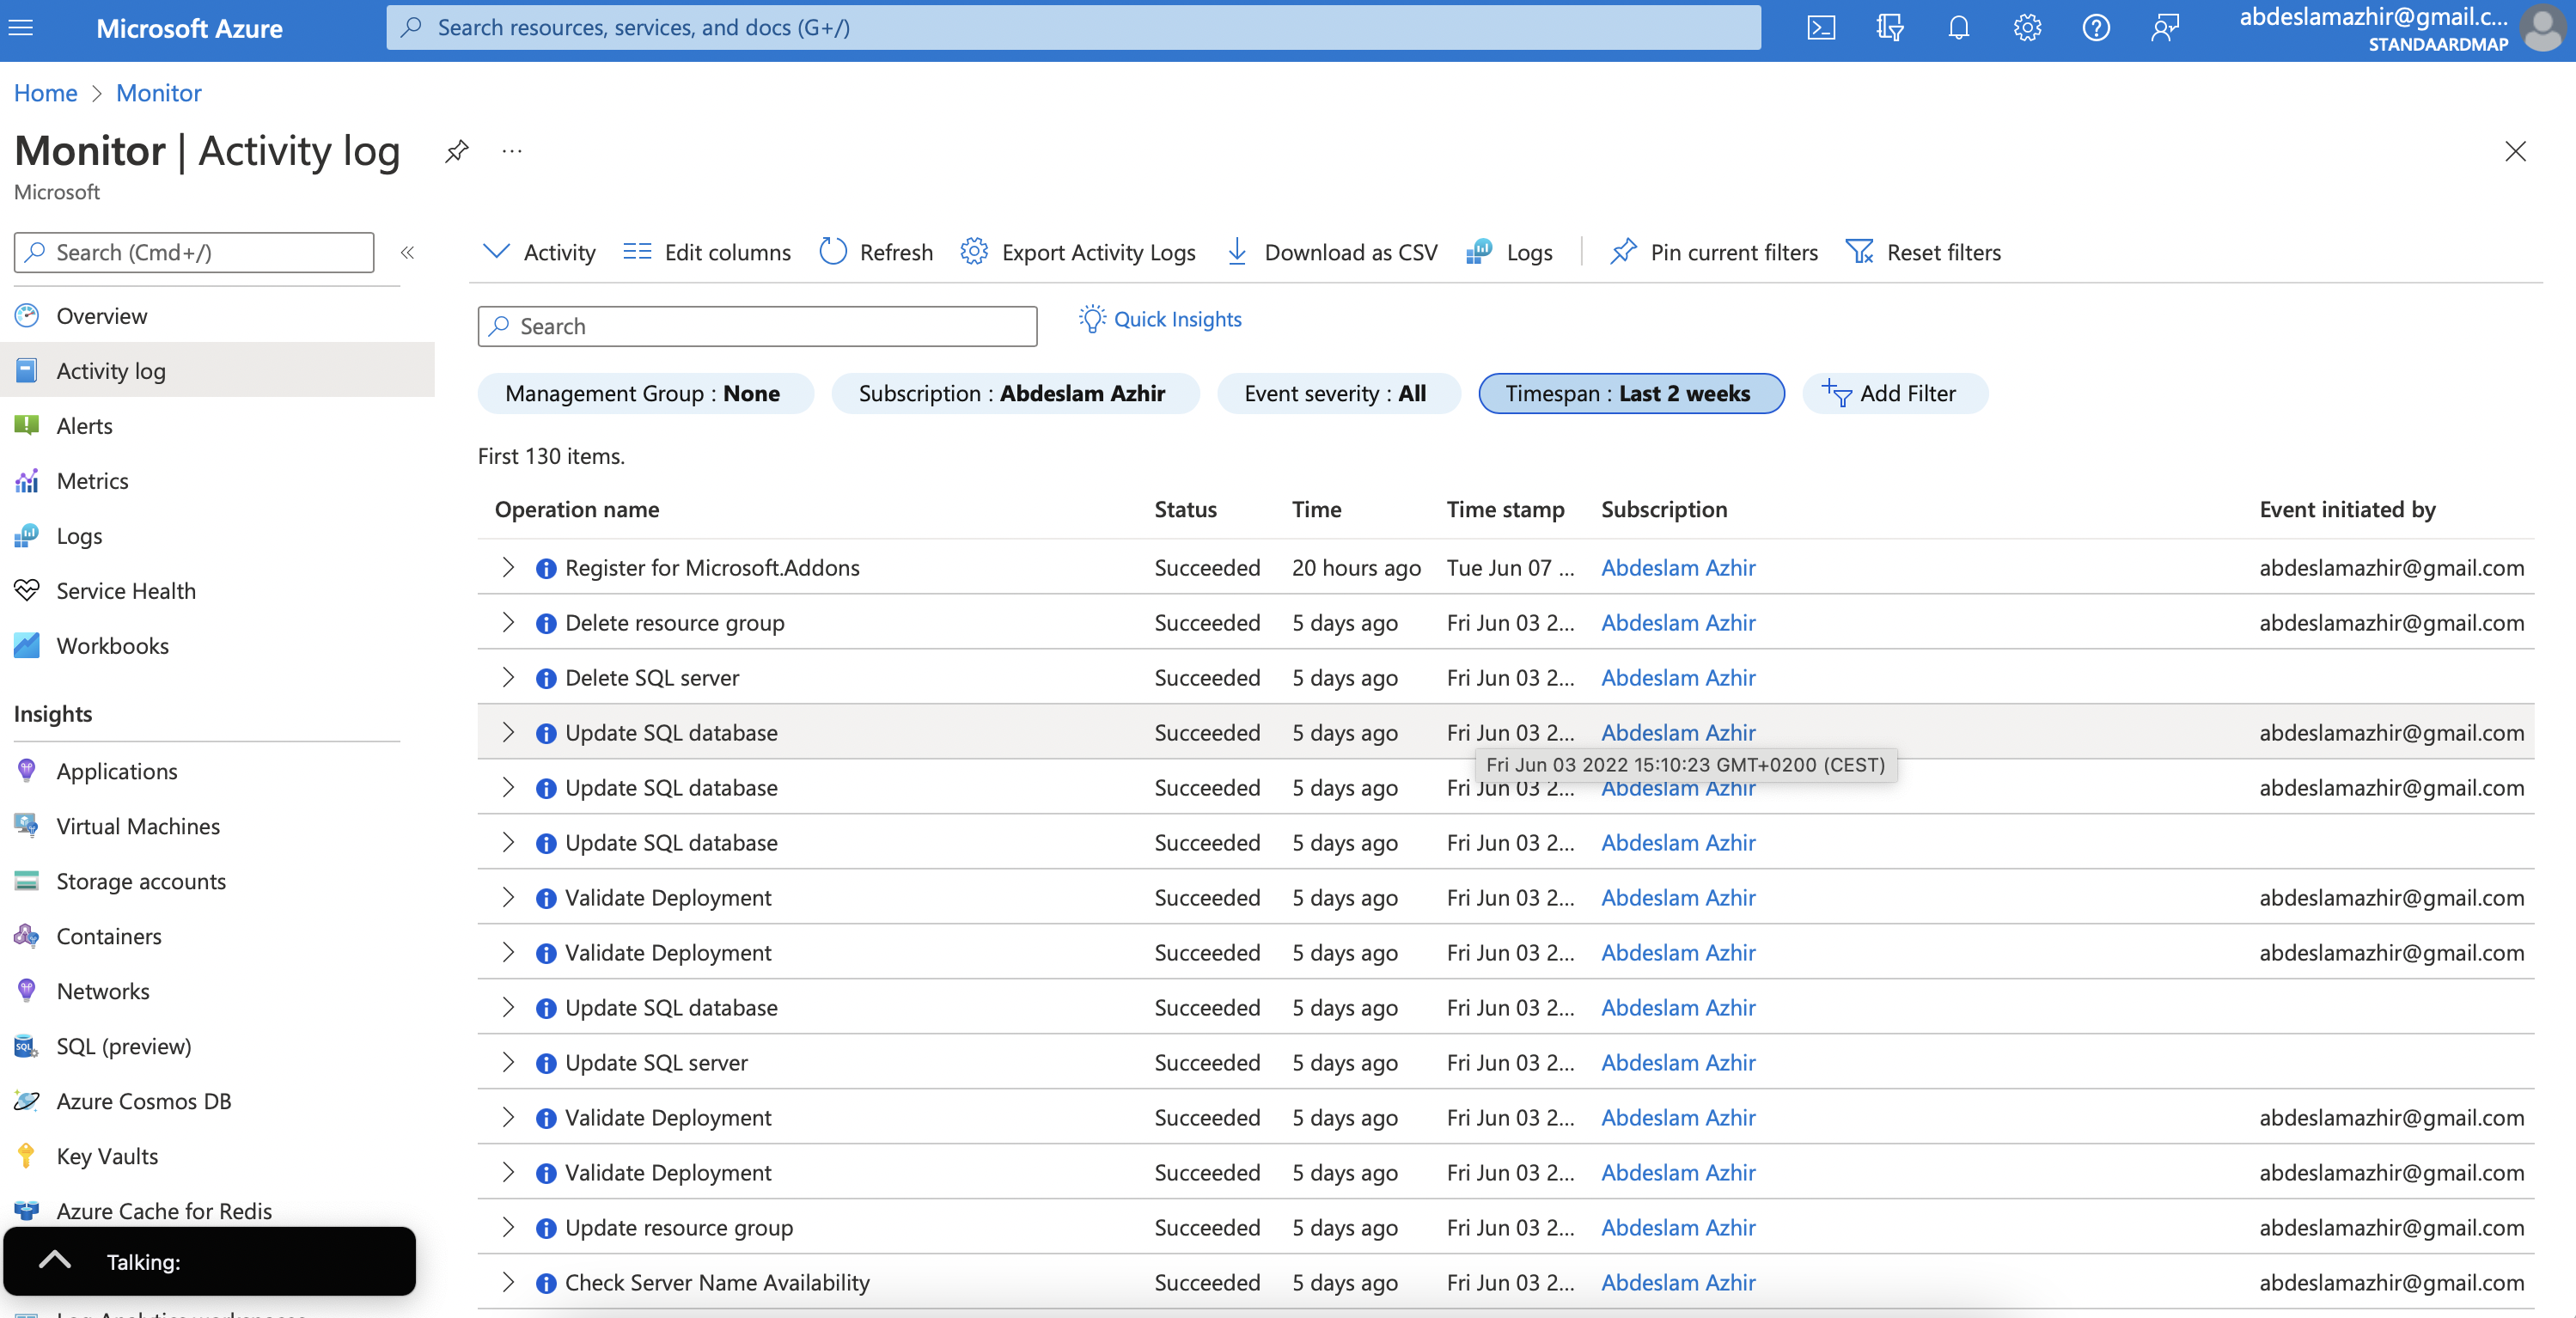 Microsoft Azure
Search resources, services, and docs (G+/)
abdeslamazhir@gmail.c...
STANDAARDMAP
Home > Monitor
Monitor | Activity log
...
Microsoft
Search (Cmd+/)
«
Activity
Edit columns
Refresh
Export Activity Logs
Download as CSV
Logs
Pin current filters
Reset filters
Overview
Activity log
Alerts
Metrics
Logs
Service Health
Workbooks
Insights
Applications
Virtual Machines
Storage accounts
Containers
Networks
SQL (preview)
Azure Cosmos DB
Key Vaults
Azure Cache for Redis
Talking:
Search
Quick Insights
Management Group : None
Subscription : Abdeslam Azhir
Event severity : All
Timespan : Last 2 weeks
Add Filter
First 130 items.
Operation name Status Time Time stamp Subscription Event initiated by
Register for Microsoft.Addons Succeeded 20 hours ago Tue Jun 07 ... Abdeslam Azhir abdeslamazhir@gmail.com
Delete resource group Succeeded 5 days ago Fri Jun 03 2... Abdeslam Azhir abdeslamazhir@gmail.com
Delete SQL server Succeeded 5 days ago Fri Jun 03 2... Abdeslam Azhir
Update SQL database Succeeded 5 days ago Fri Jun 03 2... Abdeslam Azhir abdeslamazhir@gmail.com
Fri Jun 03 2022 15:10:23 GMT+0200 (CEST)
Update SQL database Succeeded 5 days ago Fri Jun 03 2... Abdeslam Azhir abdeslamazhir@gmail.com
Update SQL database Succeeded 5 days ago Fri Jun 03 2... Abdeslam Azhir
Validate Deployment Succeeded 5 days ago Fri Jun 03 2... Abdeslam Azhir abdeslamazhir@gmail.com
Validate Deployment Succeeded 5 days ago Fri Jun 03 2... Abdeslam Azhir abdeslamazhir@gmail.com
Update SQL database Succeeded 5 days ago Fri Jun 03 2... Abdeslam Azhir
Update SQL server Succeeded 5 days ago Fri Jun 03 2... Abdeslam Azhir
Validate Deployment Succeeded 5 days ago Fri Jun 03 2... Abdeslam Azhir abdeslamazhir@gmail.com
Validate Deployment Succeeded 5 days ago Fri Jun 03 2... Abdeslam Azhir abdeslamazhir@gmail.com
Update resource group Succeeded 5 days ago Fri Jun 03 2... Abdeslam Azhir abdeslamazhir@gmail.com
Check Server Name Availability Succeeded 5 days ago Fri Jun 03 2... Abdeslam Azhir abdeslamazhir@gmail.com